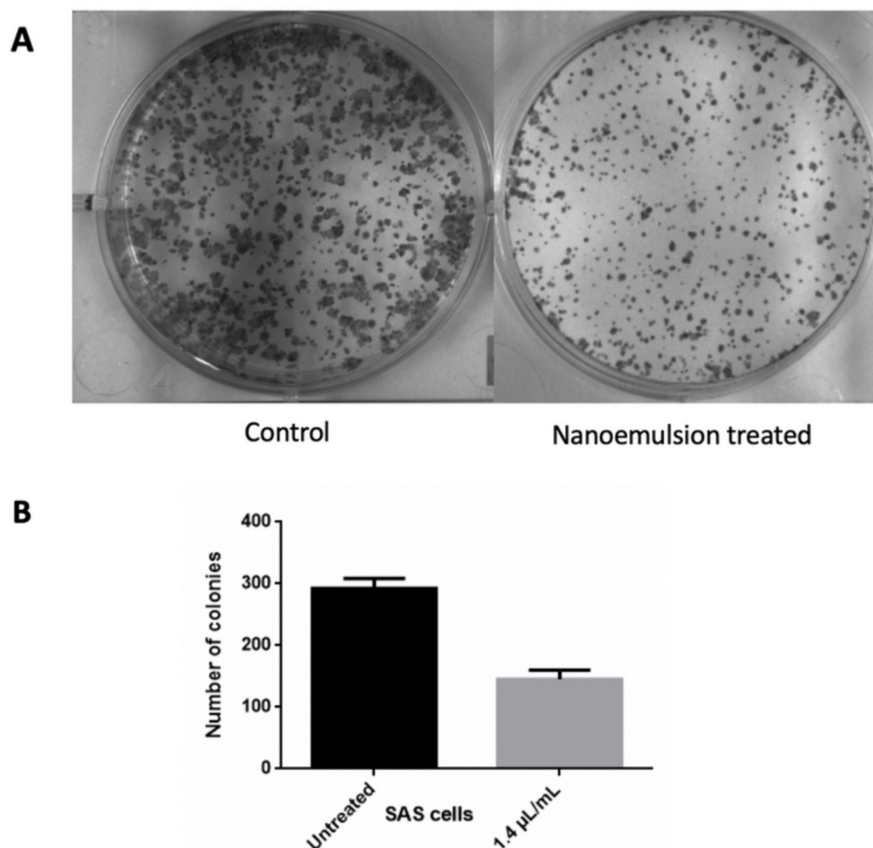 A
Control
Nanoemulsion treated
B
Number of colonies
400
300
200
100
0
Untreated
SAS cells
1.4 µL/mL